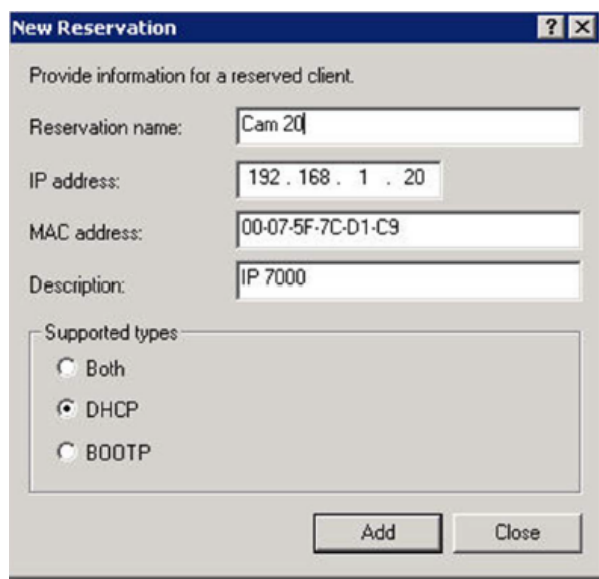 New Reservation
Provide information for a reserved client.
Reservation name: Cam 20
IP address: 192 . 168 . 1 . 20
MAC address: 00-07-5F-7C-D1-C9
Description: IP 7000
Supported types
Both
DHCP
BOOTP
Add Close